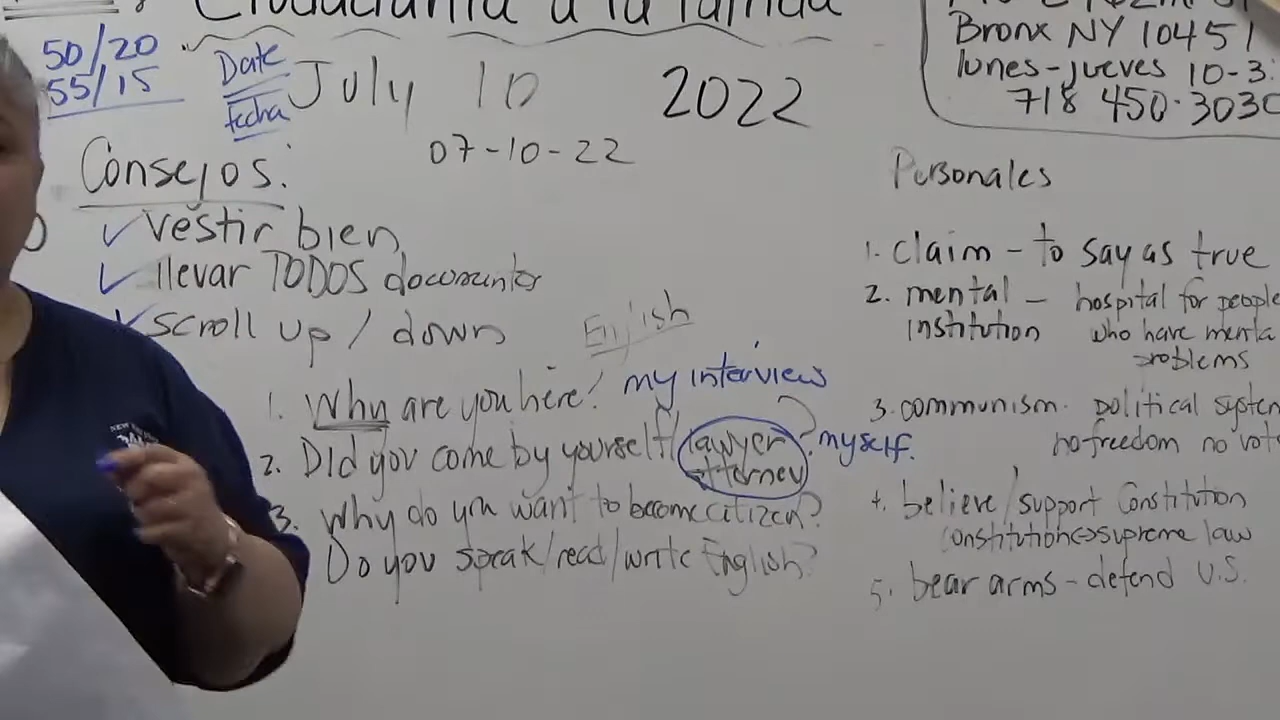 Ciudadanía a la
50/20
55/15
Date
Fecha
July 10 2022
07-10-22
Bronx NY 10451
lunes-jueves 10-3:
718 450-3030
Consejos:
vestir bien
llevar TODOS documentos
scroll up / down
English
1. Why are you here? my interview
2. Did you come by yourself/lawyer attorney? myself.
3. Why do you want to become citizen?
Do you speak/read/write English?
Personales
1. claim - to say as true
2. mental institution - hospital for people
who have menta
problems
3. communism. political system
no freedom no vot
4. believe/support Constitution
Constitution<=>supreme law
5. bear arms - defend U.S.
NEW